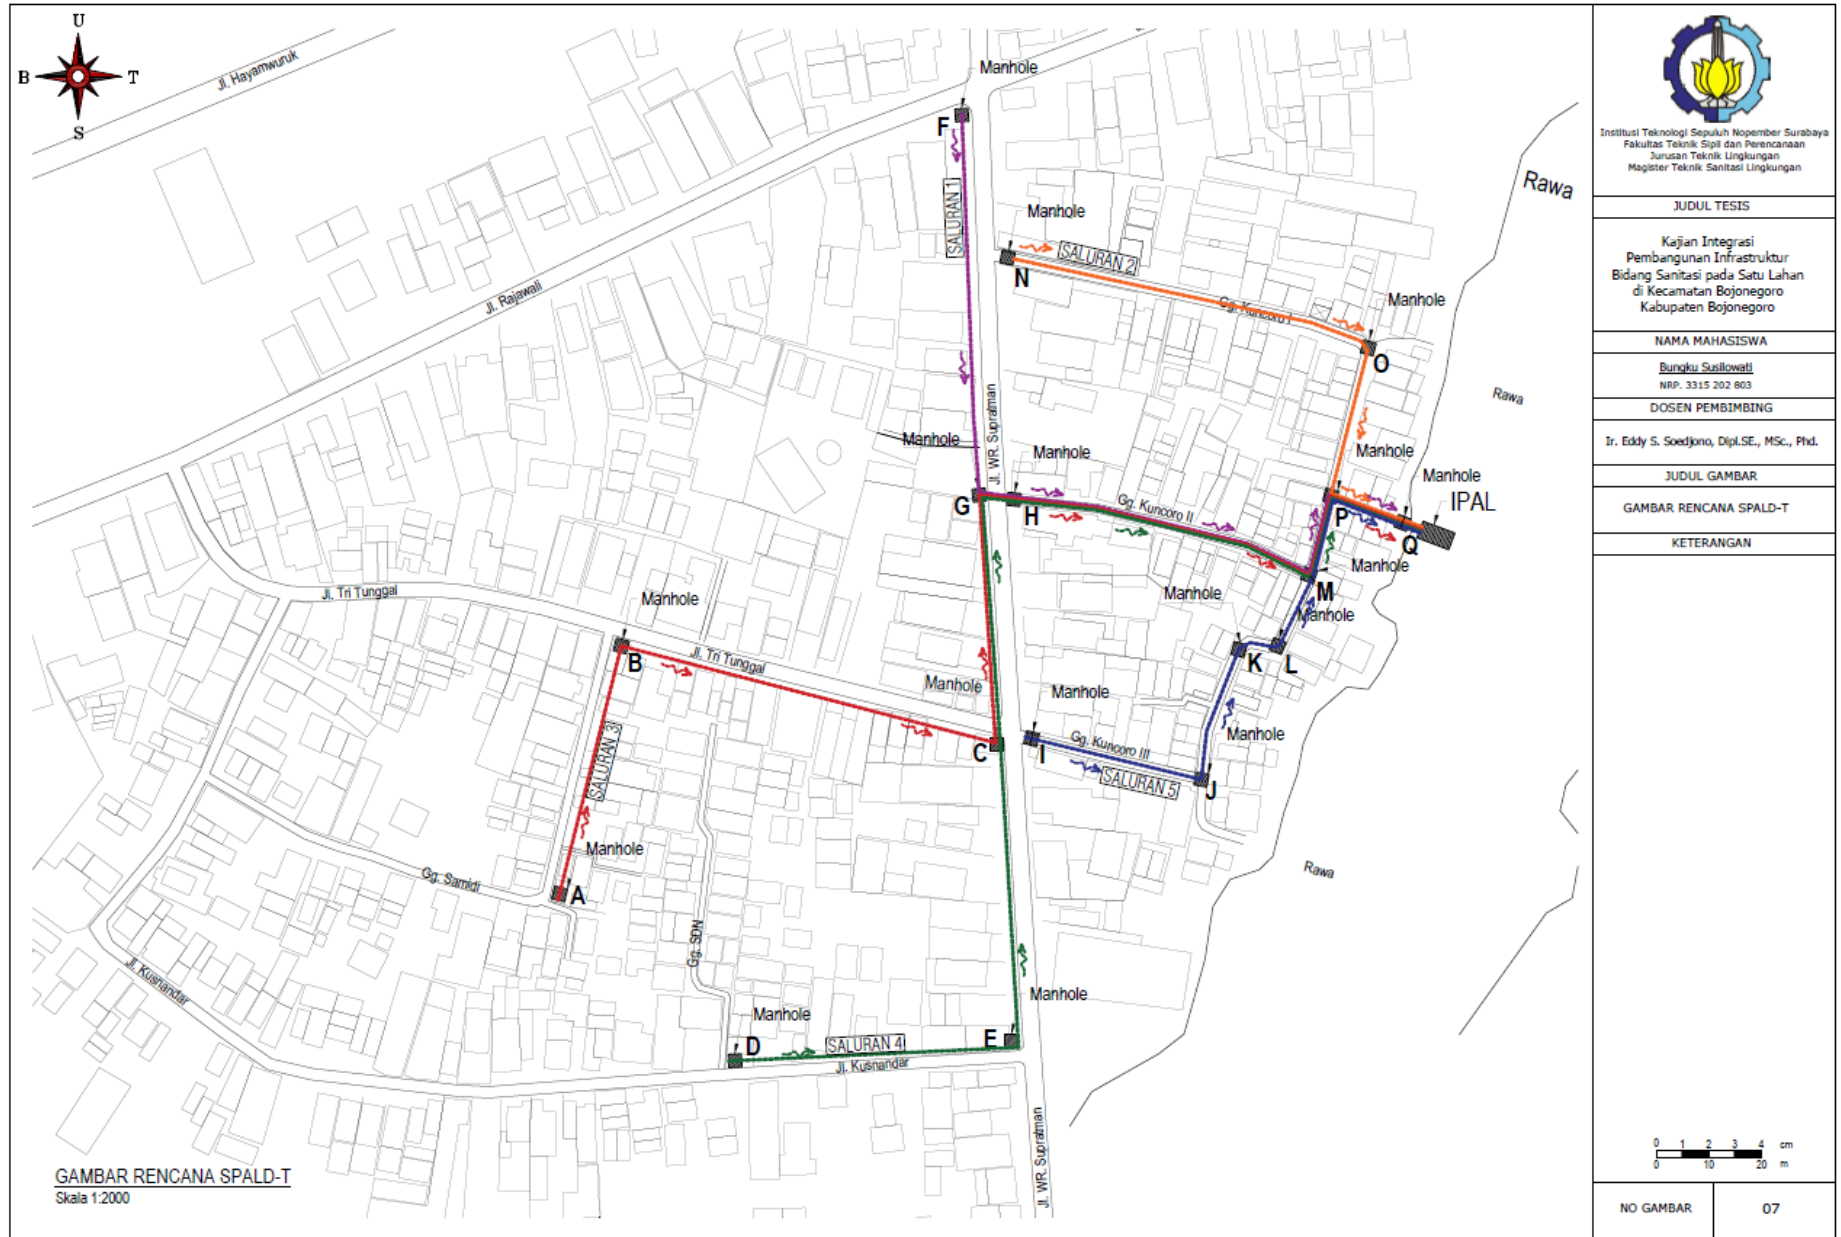 U
B
T
S
Jl. Hayamwuruk
Manhole
F
SALURAN 1
Manhole
N
SALURAN 2
Gg. Kuncoro I
Manhole
O
Rawa
Jl. Rajawali
Rawa
Jl. WR. Supratman
Manhole
Manhole
Manhole
Manhole
IPAL
G
H
Gg. Kuncoro II
P
Q
Manhole
Manhole
M
Manhole
Jl. Tri Tunggal
Manhole
B
Jl. Tri Tunggal
K
L
Manhole
Manhole
Manhole
C
I
Gg. Kuncoro III
SALURAN 5
J
SALURAN 3
Manhole
A
Gg. Samidi
Rawa
Gg. SDN
Jl. Kusnandar
Manhole
Manhole
D
SALURAN 4
E
Jl. Kusnandar
Jl. WR. Supratman
GAMBAR RENCANA SPALD-T
Skala 1:2000
Institusi Teknologi Sepuluh Nopember Surabaya
Fakultas Teknik Sipil dan Perencanaan
Jurusan Teknik Lingkungan
Magister Teknik Sanitasi Lingkungan
JUDUL TESIS
Kajian Integrasi
Pembangunan Infrastruktur
Bidang Sanitasi pada Satu Lahan
di Kecamatan Bojonegoro
Kabupaten Bojonegoro
NAMA MAHASISWA
Bungku Susilowati
NRP. 3315 202 803
DOSEN PEMBIMBING
Ir. Eddy S. Soedjono, Dipl.SE., MSc., Phd.
JUDUL GAMBAR
GAMBAR RENCANA SPALD-T
KETERANGAN
0 1 2 3 4 cm
0 10 20 m
NO GAMBAR
07